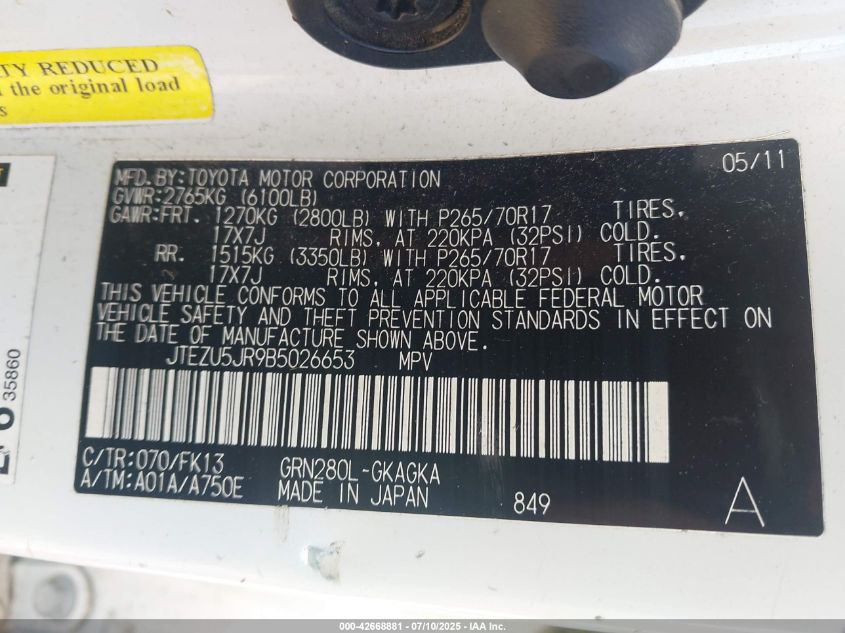 TY REDUCED
the original load
s
35860
MFD.BY:TOYOTA MOTOR CORPORATION 05/11
GVWR:2765KG (6100LB)
GAWR:FRT. 1270KG (2800LB) WITH P265/70R17 TIRES,
17X7J RIMS, AT 220KPA (32PSI) COLD.
RR. 1515KG (3350LB) WITH P265/70R17 TIRES,
17X7J RIMS, AT 220KPA (32PSI) COLD.
THIS VEHICLE CONFORMS TO ALL APPLICABLE FEDERAL MOTOR
VEHICLE SAFETY AND THEFT PREVENTION STANDARDS IN EFFECT ON
THE DATE OF MANUFACTURE SHOWN ABOVE.
JTEZU5JR9B5026653 MPV
C/TR:070/FK13 GRN280L-GKAGKA
A/TM:A01A/A750E MADE IN JAPAN 849 A
000-42668881 / 07/10/2025 - IAA Inc.